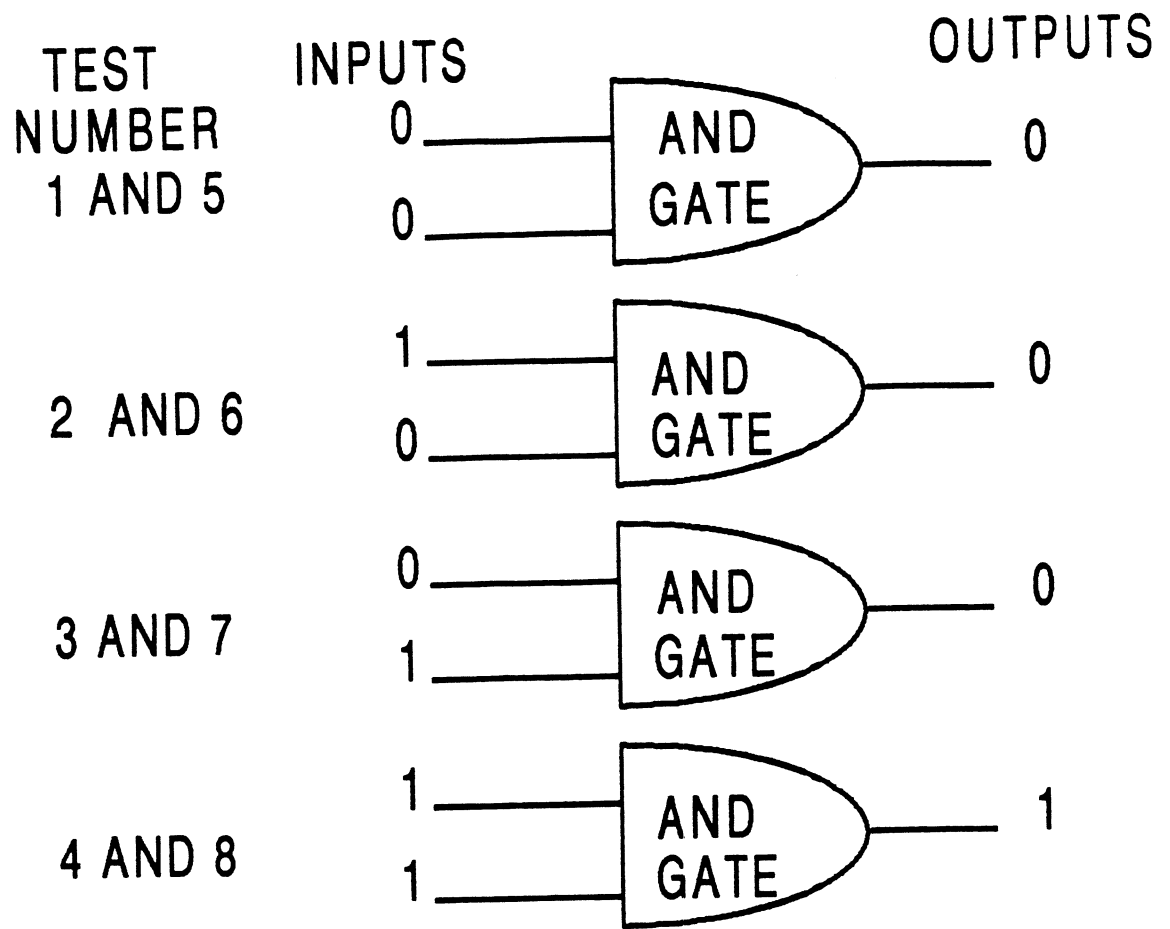 TEST
NUMBER
INPUTS
OUTPUTS
1 AND 5
0
0
AND
GATE
0
2 AND 6
1
0
AND
GATE
0
3 AND 7
0
1
AND
GATE
0
4 AND 8
1
1
AND
GATE
1